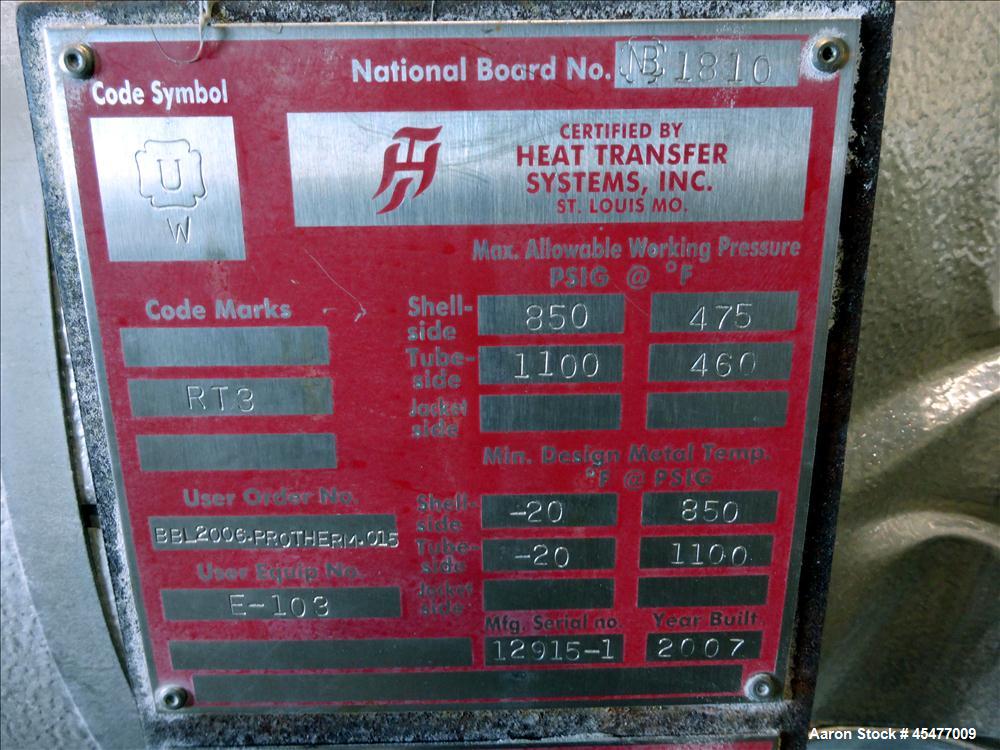 National Board No. NB 1810
Code Symbol
U
W
CERTIFIED BY
HEAT TRANSFER
SYSTEMS, INC.
ST. LOUIS MO.
Max. Allowable Working Pressure
PSIG @ °F
Code Marks
Shell-side 850 475
Tube-side 1100 460
RT3
Jacket side
Min. Design Metal Temp.
°F @ PSIG
User Order No.
Shell-side -20 850
BBL2006.PROTHERM.015
Tube-side -20 1100
User Equip No.
Jacket side
E-103
Mfg. Serial no. Year Built
12915-1 2007
Aaron Stock # 45477009